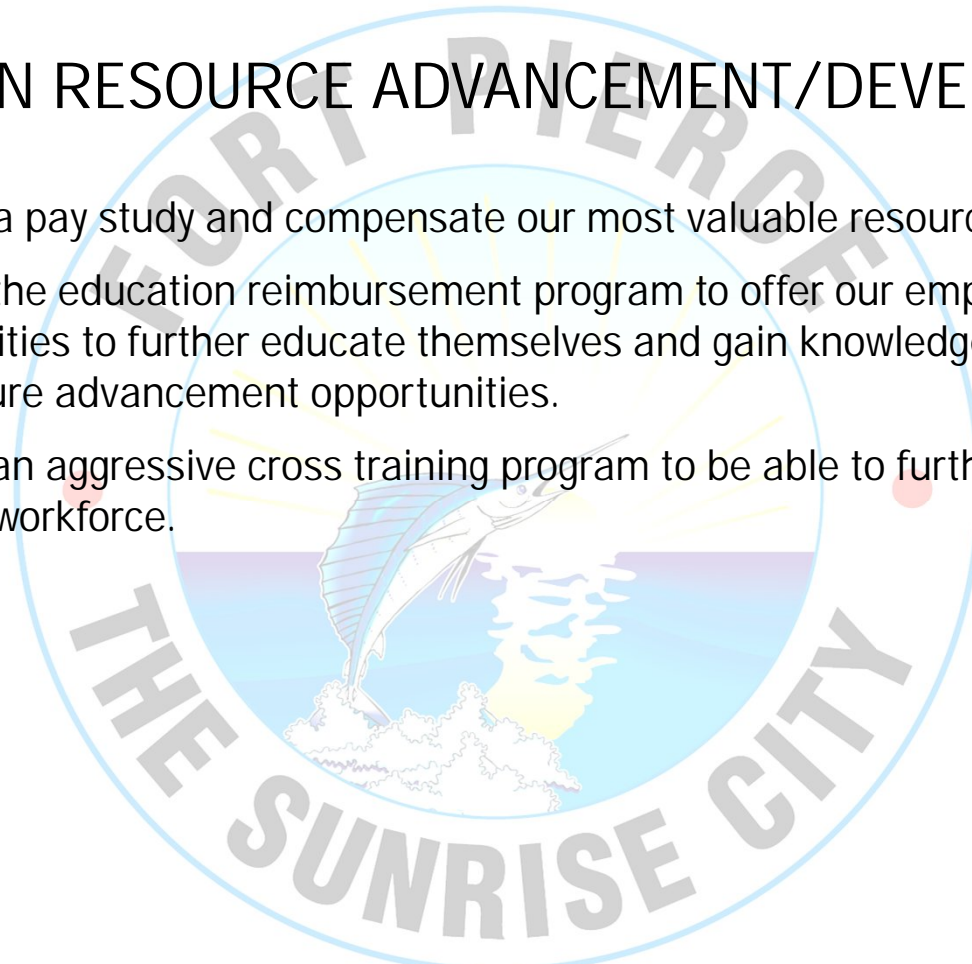 N RESOURCE ADVANCEMENT/DEVE
a pay study and compensate our most valuable resourc
the education reimbursement program to offer our emp
ities to further educate themselves and gain knowledge
ure advancement opportunities.
an aggressive cross training program to be able to furth
workforce.
FORT PIERCE
THE SUNRISE CITY